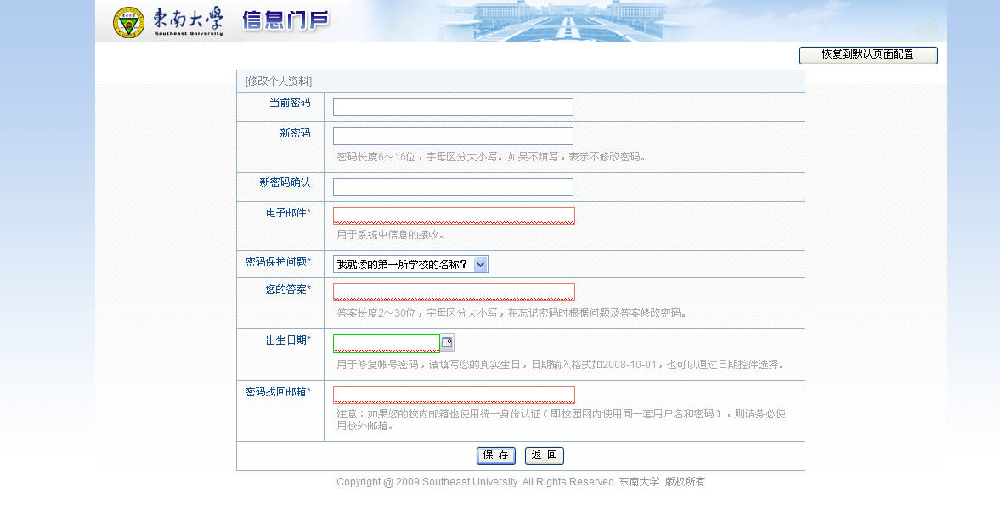 东南大学 信息门户
Southeast University
恢复到默认页面配置
[修改个人资料]
当前密码
新密码
密码长度6～16位，字母区分大小写。如果不填写，表示不修改密码。
新密码确认
电子邮件*
用于系统中信息的接收。
密码保护问题* 我就读的第一所学校的名称？
您的答案*
答案长度2～30位，字母区分大小写，在忘记密码时根据问题及答案修改密码。
出生日期*
用于修复帐号密码，请填写您的真实生日，日期输入格式如2008-10-01，也可以通过日期控件选择。
密码找回邮箱*
注意：如果您的校内邮箱也使用统一身份认证（即校园网内使用同一套用户名和密码），则请务必使
用校外邮箱。
保 存 返 回
Copyright @ 2009 Southeast University. All Rights Reserved. 东南大学 版权所有